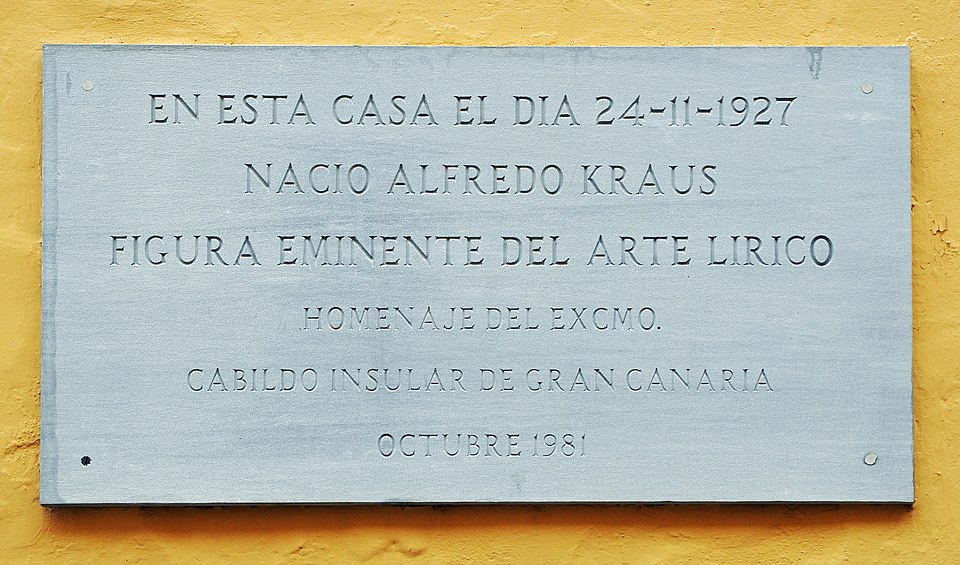 EN ESTA CASA EL DIA 24-11-1927
NACIO ALFREDO KRAUS
FIGURA EMINENTE DEL ARTE LIRICO
HOMENAJE DEL EXCMO.
CABILDO INSULAR DE GRAN CANARIA
OCTUBRE 1981